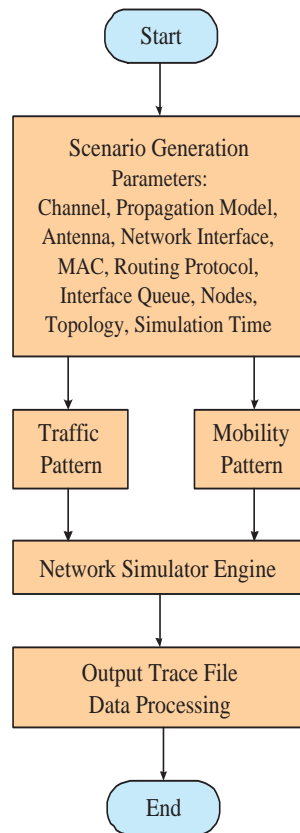 Start
Scenario Generation
Parameters:
Channel, Propagation Model,
Antenna, Network Interface,
MAC, Routing Protocol,
Interface Queue, Nodes,
Topology, Simulation Time
Traffic
Pattern
Mobility
Pattern
Network Simulator Engine
Output Trace File
Data Processing
End